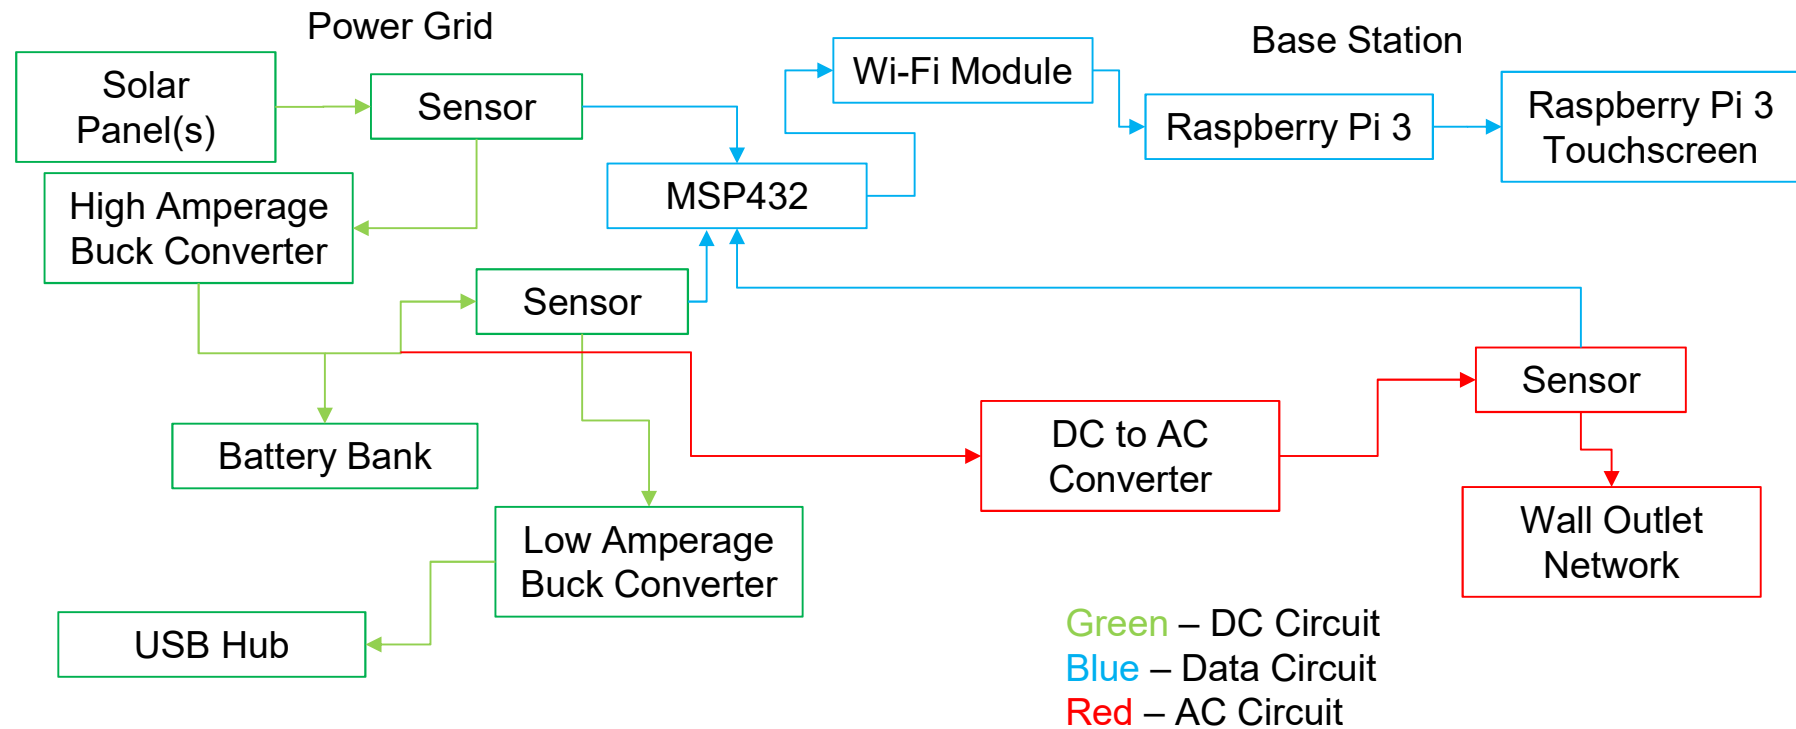 Power Grid
Base Station
Solar
Panel(s)
Sensor
Wi-Fi Module
Raspberry Pi 3
Raspberry Pi 3
Touchscreen
MSP432
High Amperage
Buck Converter
Sensor
Battery Bank
DC to AC
Converter
Sensor
Wall Outlet
Network
Low Amperage
Buck Converter
USB Hub
Green – DC Circuit
Blue – Data Circuit
Red – AC Circuit